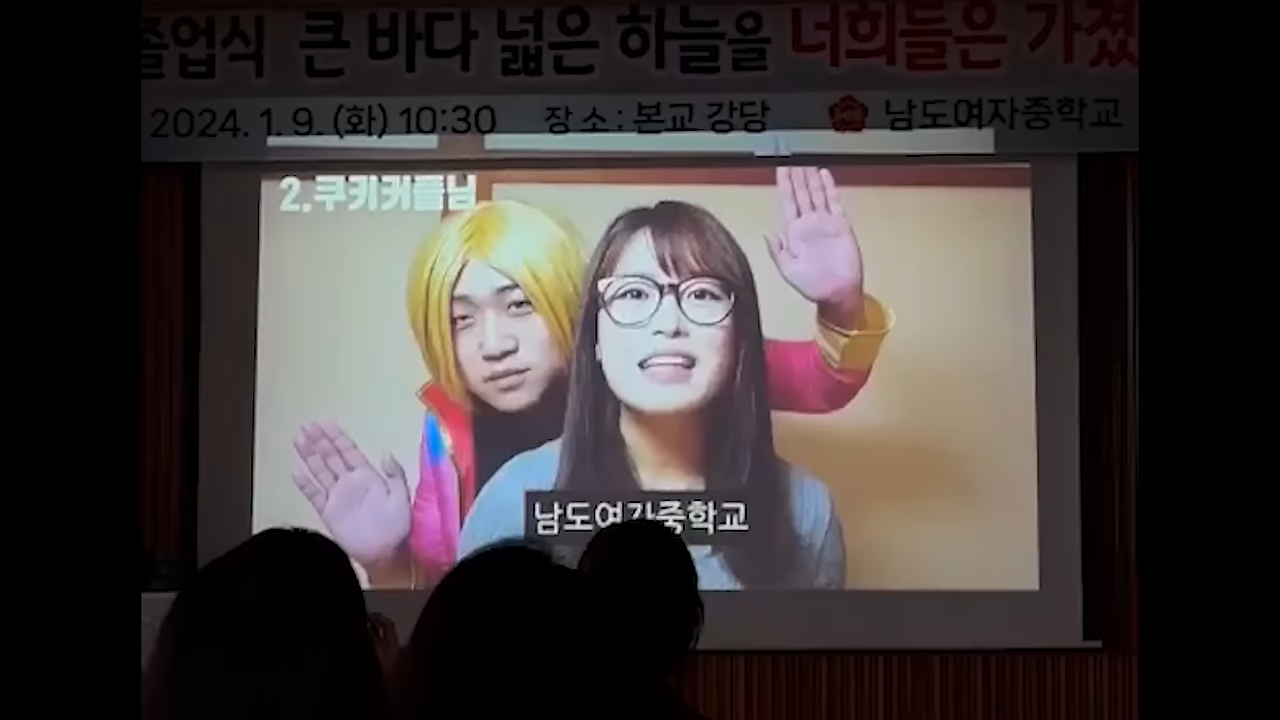 졸업식 큰 바다 넓은 하늘을 너희들은 가졌
2024. 1. 9. (화) 10:30 장소 : 본교 강당 남도여자중학교
2.쿠키커플님
남도여자중학교